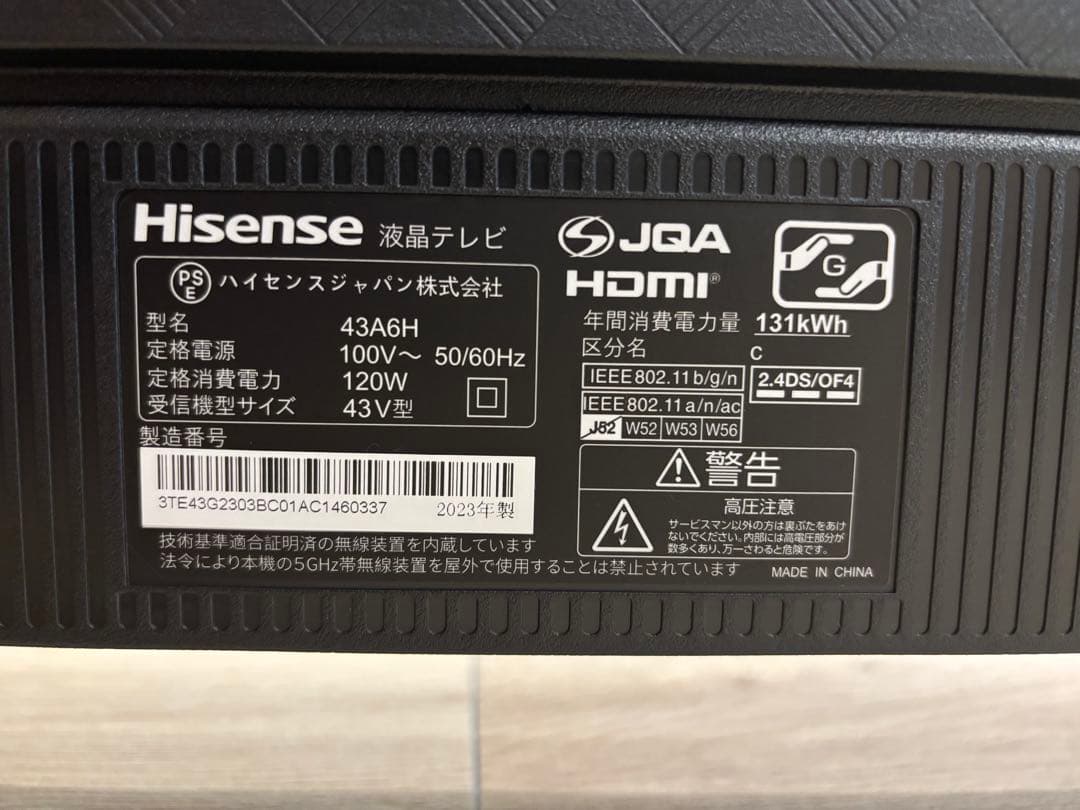 Hisense 液晶テレビ
PSE ハイセンスジャパン株式会社
型名 43A6H
定格電源 100V～ 50/60Hz
定格消費電力 120W
受信機型サイズ 43V型
製造番号
3TE43G2303BC01AC1460337 2023年製
技術基準適合証明済の無線装置を内蔵しています
法令により本機の5GHz帯無線装置を屋外で使用することは禁止されています
JQA
HDMI®
G
年間消費電力量 131kWh
区分名 C
IEEE802.11b/g/n
2.4DS/OF4
IEEE802.11a/n/ac
J52 W52 W53 W56
警告
高圧注意
サービスマン以外の方は裏ぶたをあけ
ないでください。内部には高電圧部分が
数多くあり、万一さわると危険です。
MADE IN CHINA